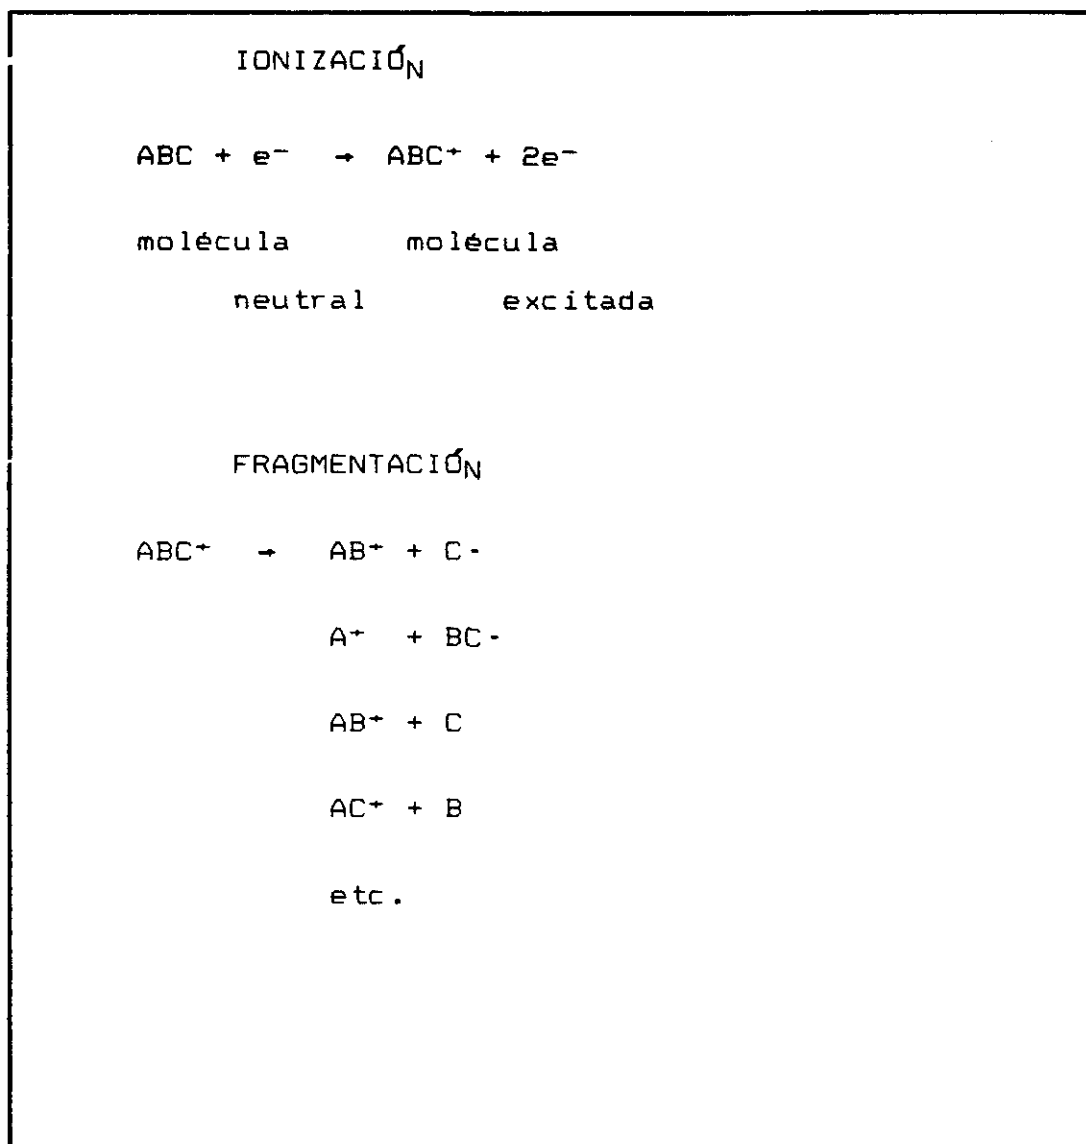 IONIZACIÓN
ABC + e⁻ → ABC⁺ + 2e⁻
molécula molécula
neutral excitada
FRAGMENTACIÓN
ABC⁺ → AB⁺ + C·
A⁺ + BC·
AB⁺ + C
AC⁺ + B
etc.